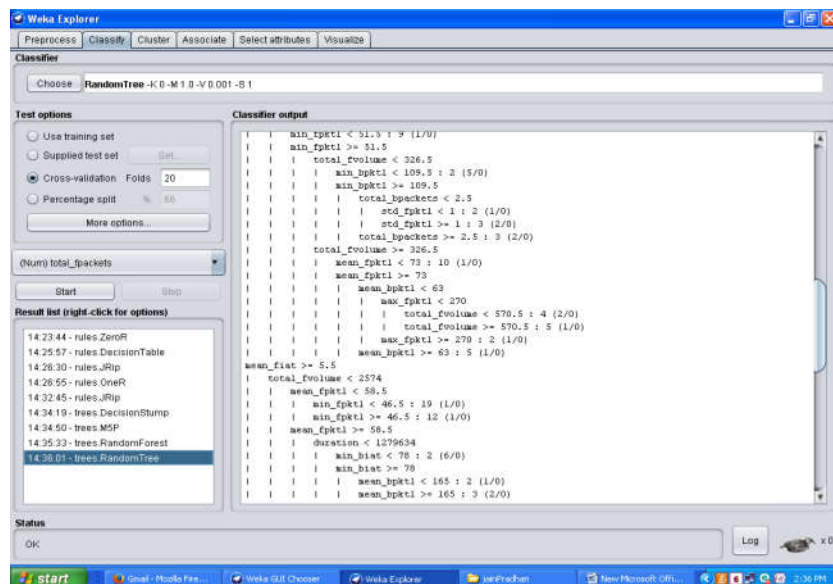 Weka Explorer
Preprocess Classify Cluster Associate Select attributes Visualize
Classifier
Choose RandomTree -K 0 -M 1.0 -V 0.001 -S 1
Test options
Use training set
Supplied test set Set...
Cross-validation Folds 20
Percentage split % 66
More options...
(Num) total_fpackets
Start Stop
Result list (right-click for options)
14:23:44 - rules.ZeroR
14:25:57 - rules.DecisionTable
14:26:30 - rules.JRip
14:26:55 - rules.OneR
14:32:45 - rules.JRip
14:34:19 - trees.DecisionStump
14:34:50 - trees.M5P
14:35:33 - trees.RandomForest
14:36:01 - trees.RandomTree
Classifier output
| | min_fpktl < 51.5 : 9 (1/0)
| | min_fpktl >= 51.5
| | | total_fvolume < 326.5
| | | | min_bpktl < 109.5 : 2 (5/0)
| | | | min_bpktl >= 109.5
| | | | | total_bpackets < 2.5
| | | | | | std_fpktl < 1 : 2 (1/0)
| | | | | | std_fpktl >= 1 : 3 (2/0)
| | | | | total_bpackets >= 2.5 : 3 (2/0)
| | | total_fvolume >= 326.5
| | | | mean_fpktl < 73 : 10 (1/0)
| | | | mean_fpktl >= 73
| | | | | mean_bpktl < 63
| | | | | | max_fpktl < 270
| | | | | | | total_fvolume < 570.5 : 4 (2/0)
| | | | | | | total_fvolume >= 570.5 : 5 (1/0)
| | | | | | max_fpktl >= 270 : 2 (1/0)
| | | | | mean_bpktl >= 63 : 5 (1/0)
mean_fiat >= 5.5
| total_fvolume < 2574
| | mean_fpktl < 58.5
| | | min_fpktl < 46.5 : 19 (1/0)
| | | min_fpktl >= 46.5 : 12 (1/0)
| | mean_fpktl >= 58.5
| | | duration < 1279634
| | | | min_biat < 78 : 2 (6/0)
| | | | min_biat >= 78
| | | | | mean_bpktl < 165 : 2 (1/0)
| | | | | mean_bpktl >= 165 : 3 (2/0)
Status
OK
Log
x 0
start
Gmail - Mozilla Fire...
Weka GUI Chooser
Weka Explorer
JainPradhan
New Microsoft Offi...
2:36 PM